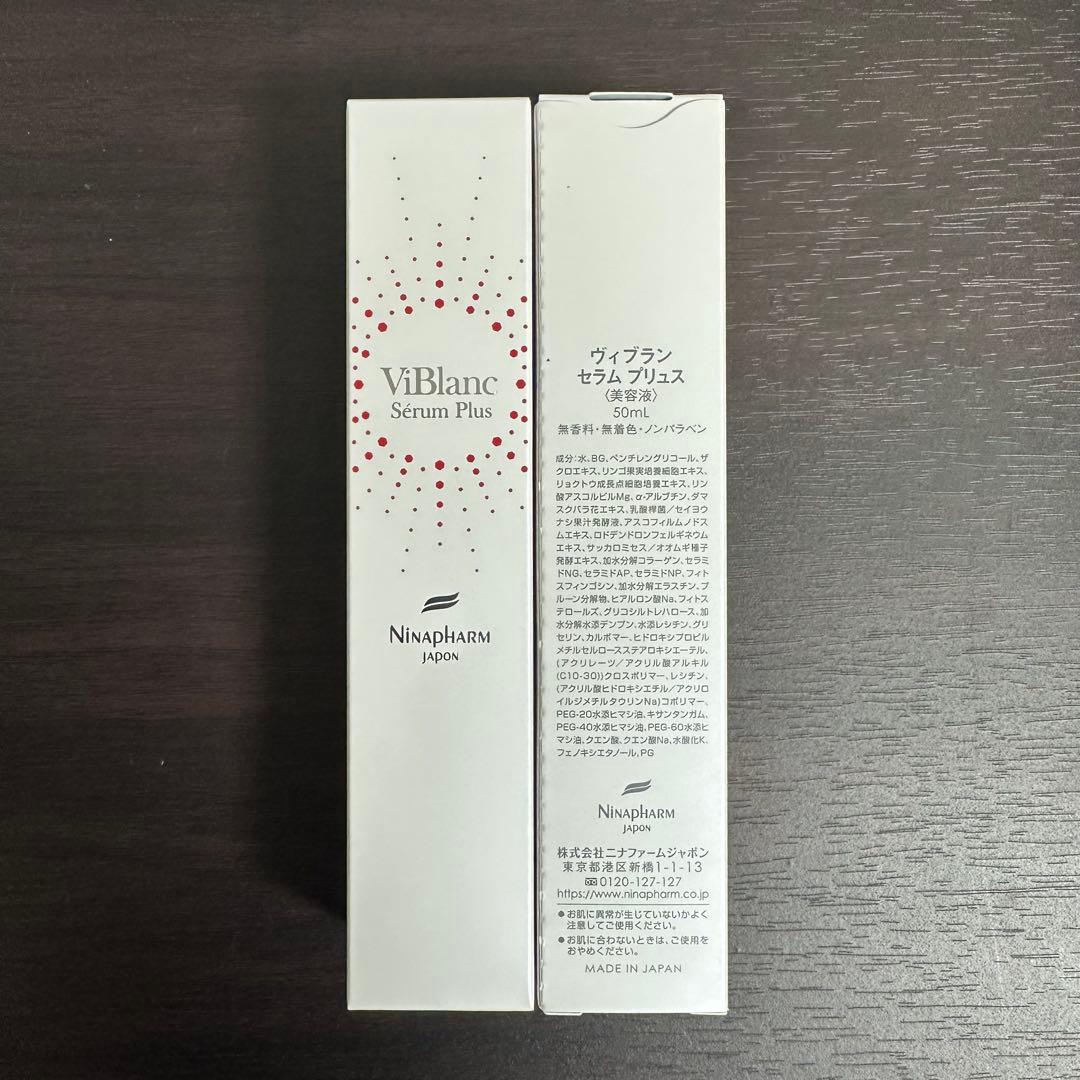 ViBlanc
Sérum Plus
NINAPHARM
JAPON
ヴィブラン
セラム プリュス
〈美容液〉
50mL
無香料・無着色・ノンパラベン
成分:水、BG、ペンチレングリコール、ザ
クロエキス、リンゴ果実培養細胞エキス、
リョクトウ成長点細胞培養エキス、リン
酸アスコルビルMg、α-アルブチン、ダマ
スクバラ花エキス、乳酸桿菌/セイヨウ
ナシ果汁発酵液、アスコフィルムノドス
ムエキス、ロドデンドロンフェルギネウム
エキス、サッカロミセス/オオムギ種子
発酵エキス、加水分解コラーゲン、セラミ
ドNG、セラミドAP、セラミドNP、フィト
スフィンゴシン、加水分解エラスチン、プ
ルーン分解物、ヒアルロン酸Na、フィトス
テロールズ、グリコシルトレハロース、加
水分解水添デンプン、水添レシチン、グリ
セリン、カルボマー、ヒドロキシプロピル
メチルセルロースステアロキシエーテル、
(アクリレーツ/アクリル酸アルキル
(C10-30))クロスポリマー、レシチン、
(アクリル酸ヒドロキシエチル/アクリロ
イルジメチルタウリンNa)コポリマー、
PEG-20水添ヒマシ油、キサンタンガム、
PEG-40水添ヒマシ油、PEG-60水添ヒ
マシ油、クエン酸、クエン酸Na、水酸化K、
フェノキシエタノール、PG
NINAPHARM
JAPON
株式会社ニナファームジャポン
東京都港区新橋1-1-13
0120-127-127
https://www.ninapharm.co.jp
●お肌に異常が生じていないかよく
注意してご使用ください。
●お肌に合わないときは、ご使用を
おやめください。
MADE IN JAPAN